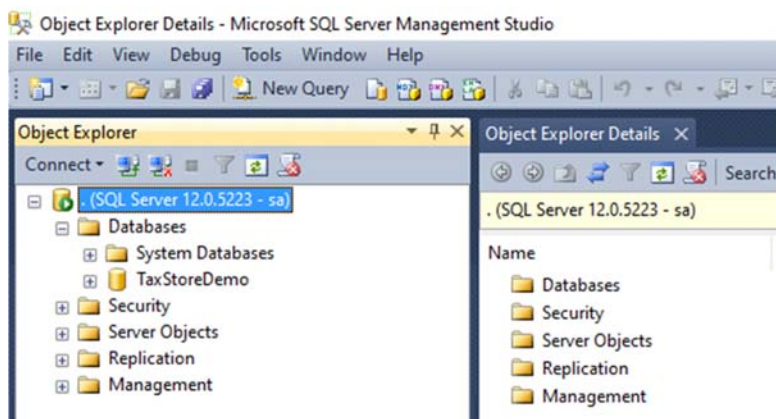 Object Explorer Details - Microsoft SQL Server Management Studio
File Edit View Debug Tools Window Help
New Query
Object Explorer
Connect
. (SQL Server 12.0.5223 - sa)
Databases
System Databases
TaxStoreDemo
Security
Server Objects
Replication
Management
Object Explorer Details
Search
. (SQL Server 12.0.5223 - sa)
Name
Databases
Security
Server Objects
Replication
Management